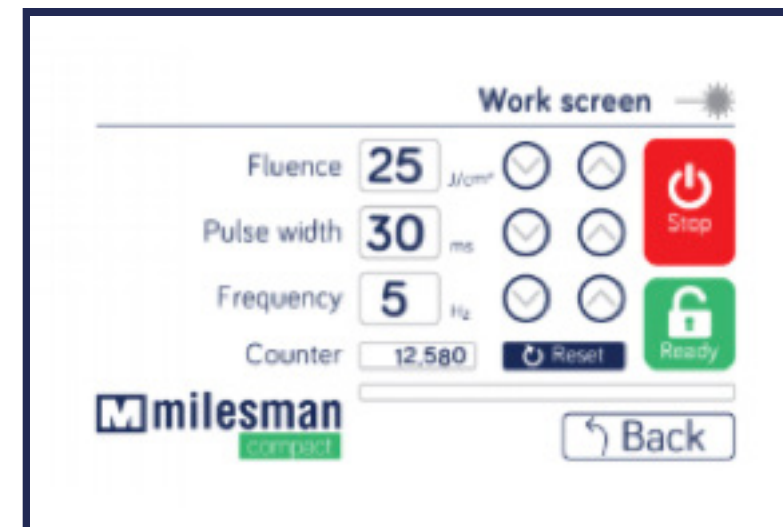 Work screen
Fluence 25 J/cm² Stop
Pulse width 30 ms
Frequency 5 Hz Ready
Counter 12,580 Reset
milesman
compact
Back